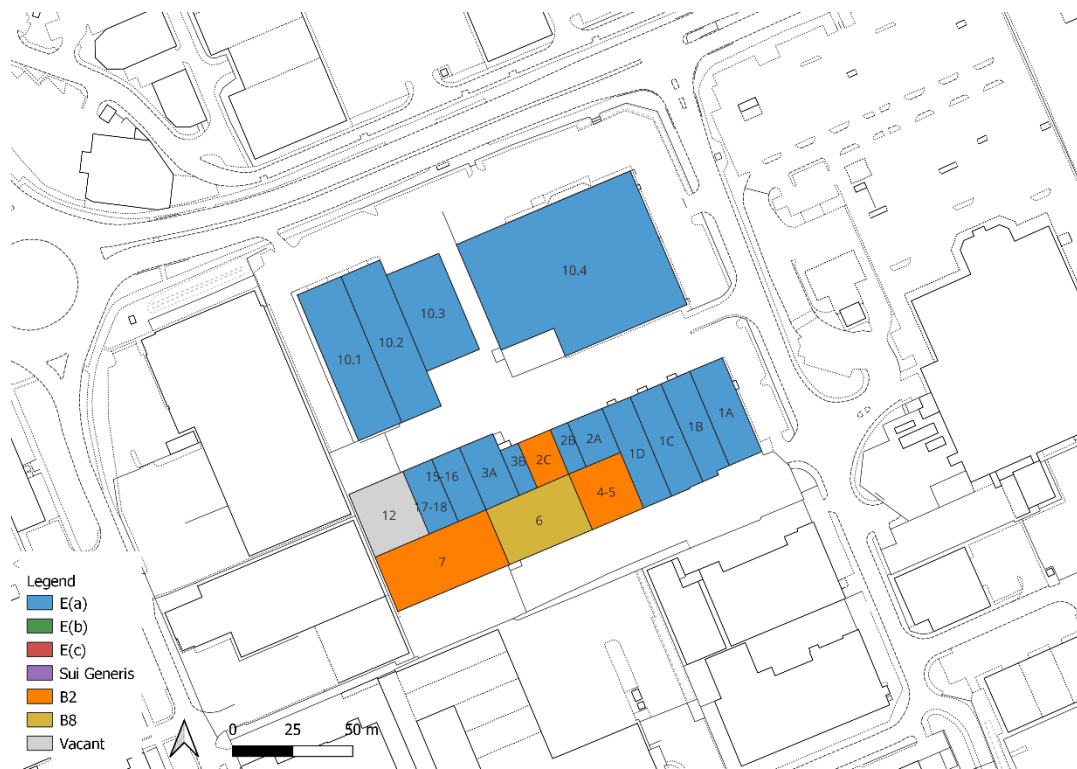 10.4
10.3
10.2
10.1
1A
1B
1C
1D
2A
2B
2C
3B
3A
15-16
17-18
12
4-5
6
7
Legend
E(a)
E(b)
E(c)
Sui Generis
B2
B8
Vacant
0 25 50 m